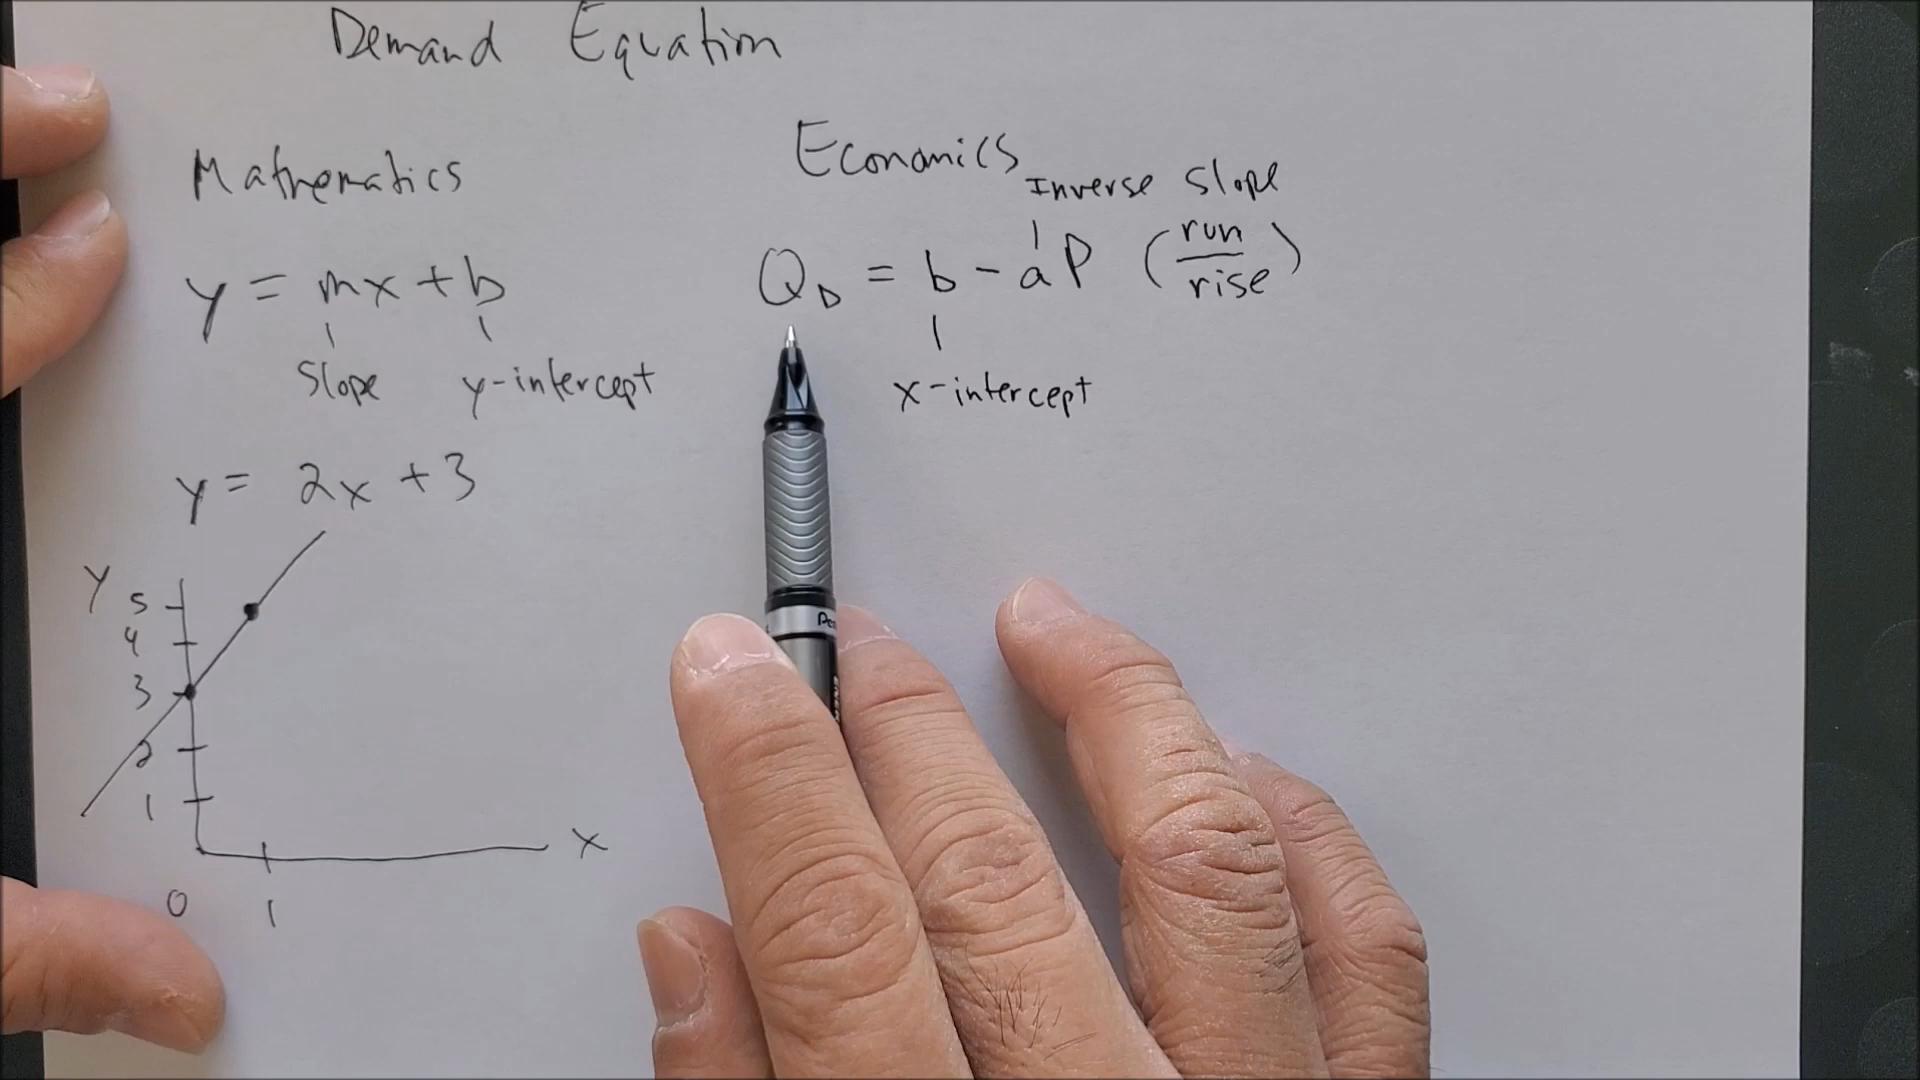 Demand Equation
Mathematics
y = mx + b
slope y-intercept
y = 2x + 3
Y
5
4
3
2
1
0
1
X
Economics
Inverse slope
Q_D = b - aP (run/rise)
x-intercept